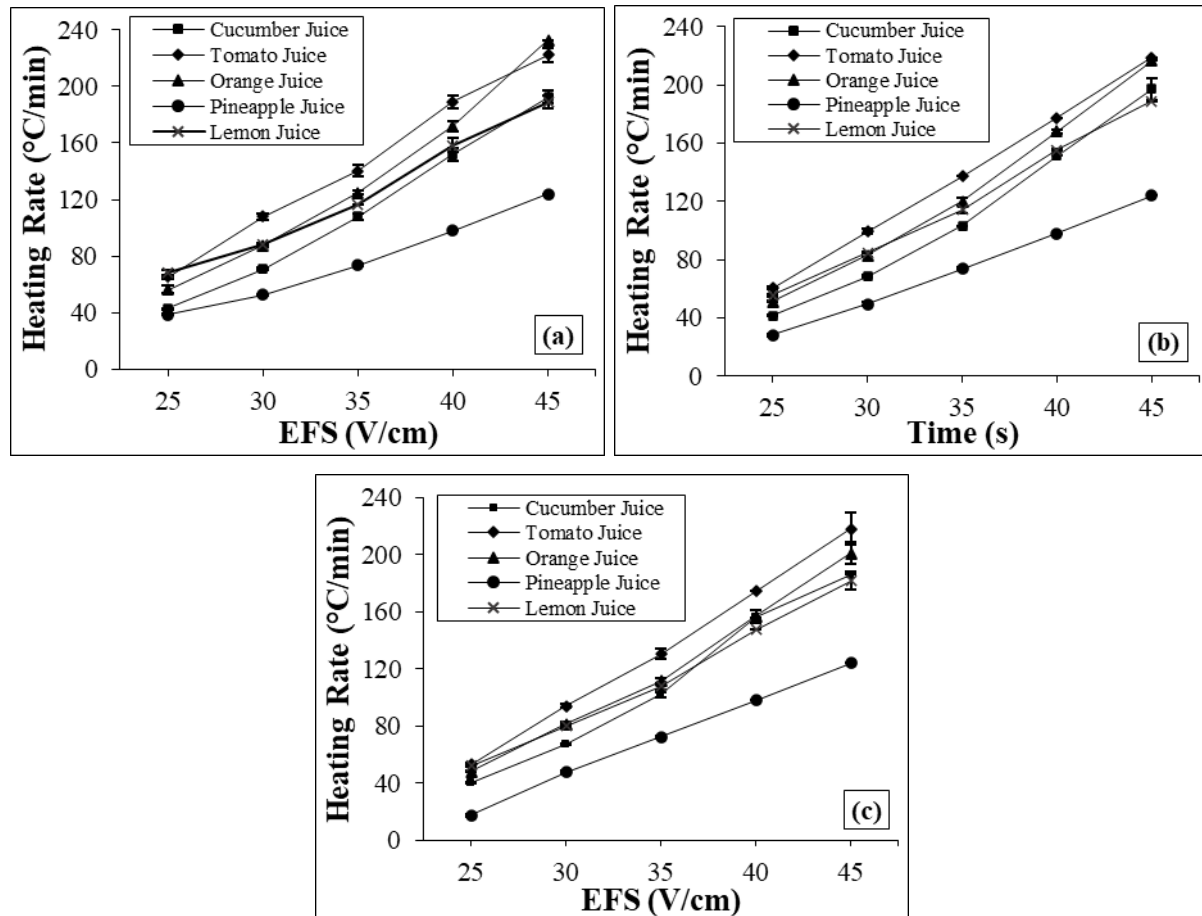 240
200
160
120
80
40
0
Heating Rate (°C/min)
Cucumber Juice
Tomato Juice
Orange Juice
Pineapple Juice
Lemon Juice
(a)
25 30 35 40 45
EFS (V/cm)
240
200
160
120
80
40
0
Heating Rate (°C/min)
Cucumber Juice
Tomato Juice
Orange Juice
Pineapple Juice
Lemon Juice
(b)
25 30 35 40 45
Time (s)
240
200
160
120
80
40
0
Heating Rate (°C/min)
Cucumber Juice
Tomato Juice
Orange Juice
Pineapple Juice
Lemon Juice
(c)
25 30 35 40 45
EFS (V/cm)